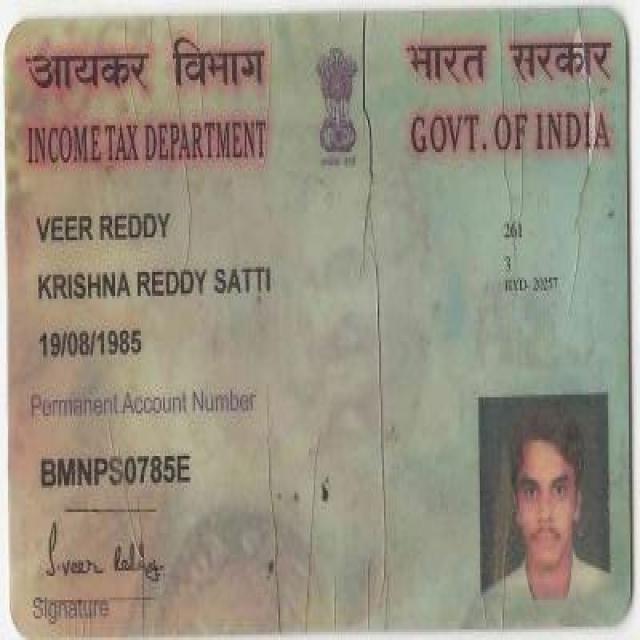 आयकर विभाग
भारत सरकार
INCOME TAX DEPARTMENT
GOVT. OF INDIA
VEER REDDY
KRISHNA REDDY SATTI
19/08/1985
261
3
HYD- 20257
Permanent Account Number
BMNPS0785E
S.veer Reddy.
Signature